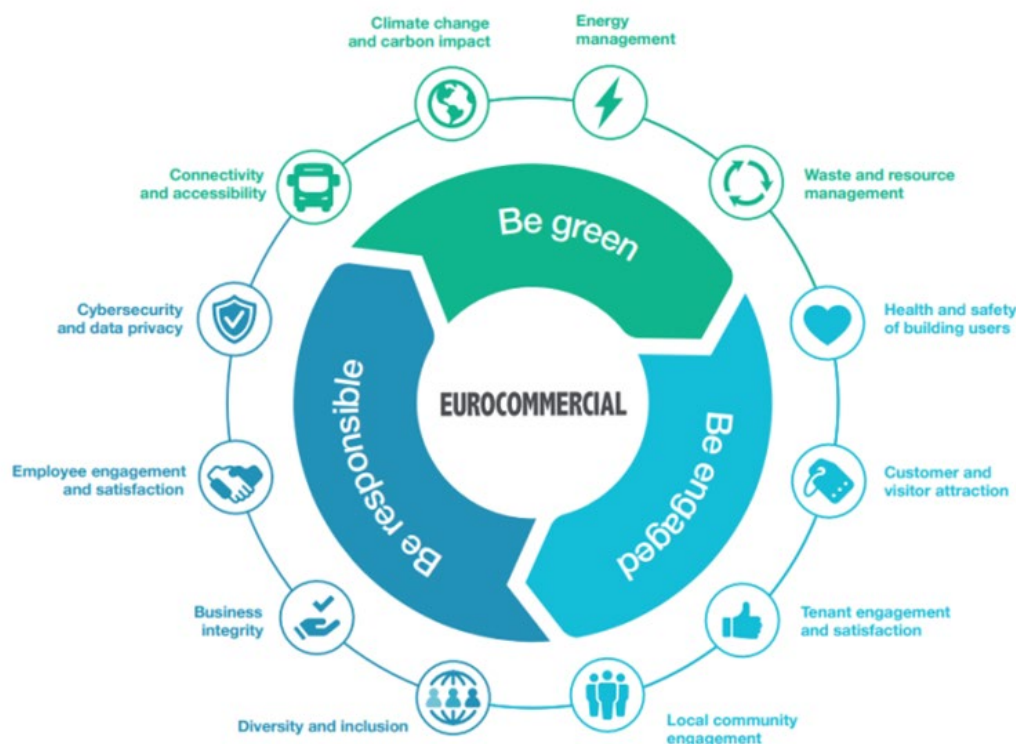 Climate change
and carbon impact
Energy
management
Connectivity
and accessibility
Waste and resource
management
Be green
Cybersecurity
and data privacy
Health and safety
of building users
Be responsible
EUROCOMMERCIAL
Be engaged
Employee engagement
and satisfaction
Customer and
visitor attraction
Business
integrity
Tenant engagement
and satisfaction
Diversity and inclusion
Local community
engagement